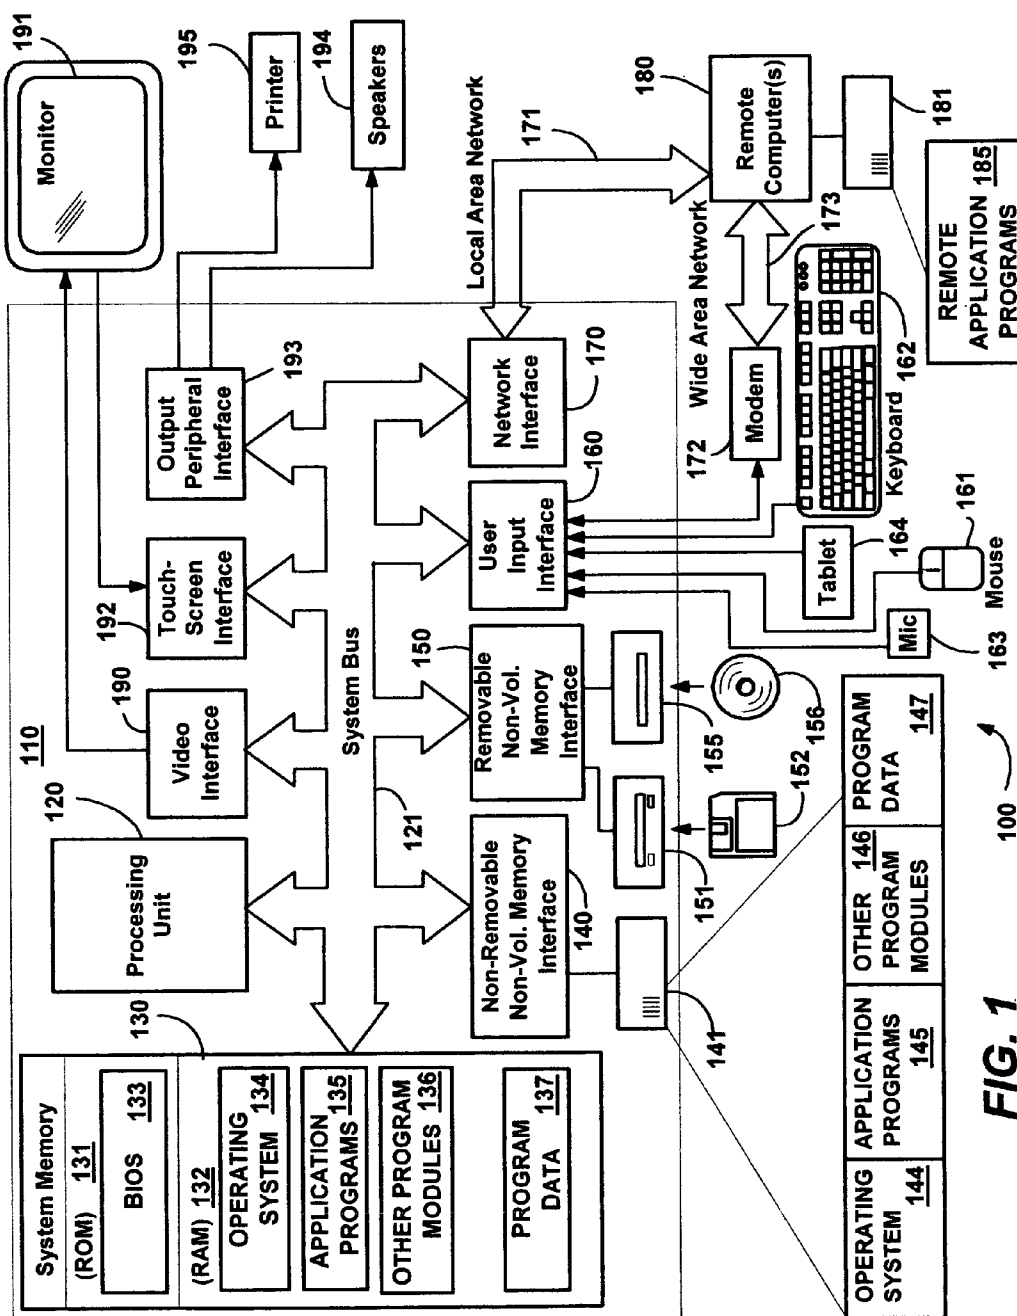 110
System Memory
(ROM) 131
BIOS
133
(RAM) 132
OPERATING
SYSTEM 134
APPLICATION
PROGRAMS 135
OTHER PROGRAM
MODULES 136
PROGRAM
DATA 137
130
120
Processing
Unit
190
Video
Interface
192
Touch-
Screen
Interface
Output
Peripheral
Interface
193
Monitor
191
195
Printer
194
Speakers
System Bus
121
Non-Removable
Non-Vol. Memory
Interface
140
150
Removable
Non-Vol.
Memory
Interface
User
Input
Interface
160
Network
Interface
170
Local Area Network
171
141
151
152
155
156
Wide Area Network
172
Modem
173
180
Remote
Computer(s)
181
Mic
163
Tablet
164
Mouse
161
Keyboard
162
REMOTE
APPLICATION 185
PROGRAMS
OPERATING
SYSTEM 144
APPLICATION
PROGRAMS
145
OTHER 146
PROGRAM
MODULES
PROGRAM
DATA
147
100
FIG. 1